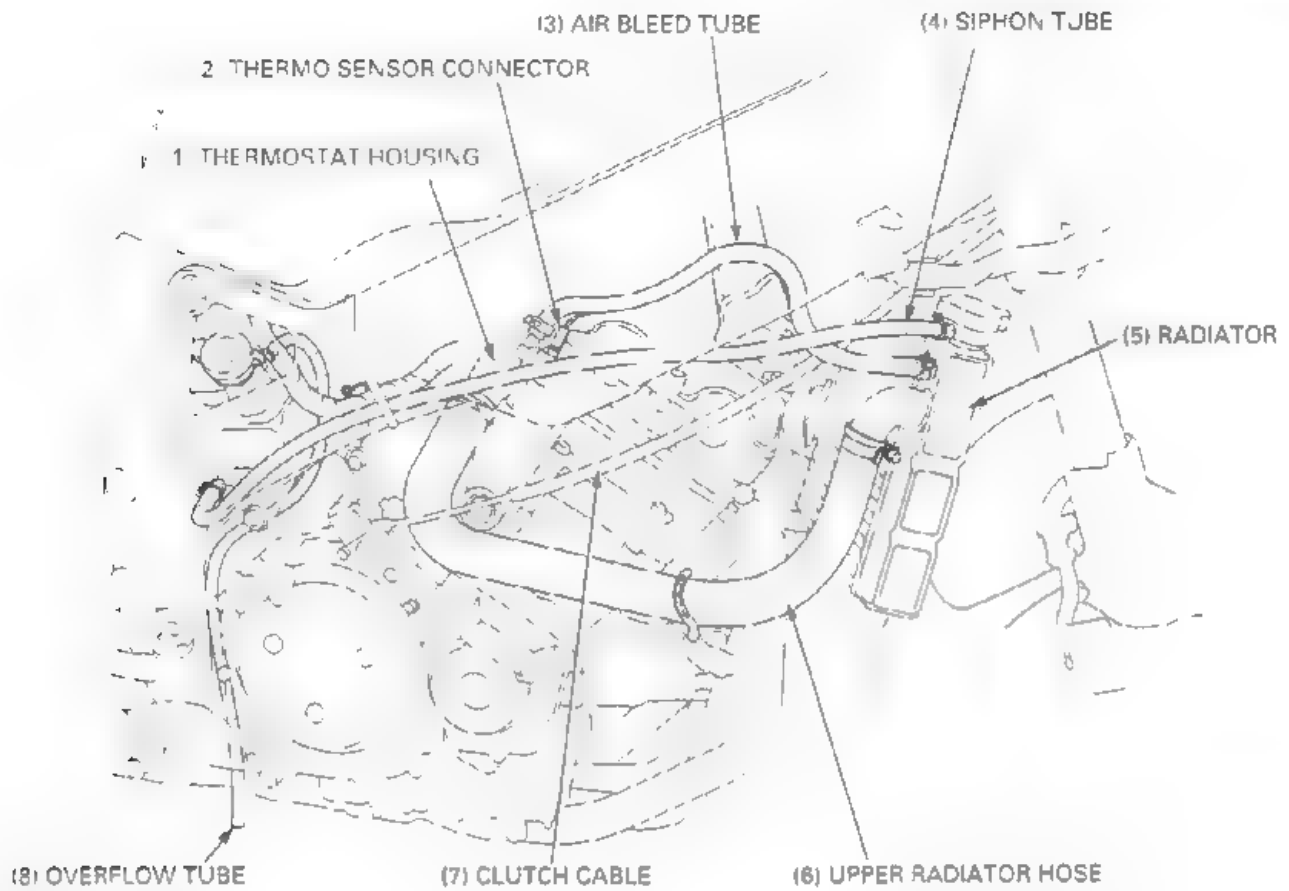 (3) AIR BLEED TUBE
(4) SIPHON TUBE
2 THERMO SENSOR CONNECTOR
1 THERMOSTAT HOUSING
(5) RADIATOR
(8) OVERFLOW TUBE
(7) CLUTCH CABLE
(6) UPPER RADIATOR HOSE